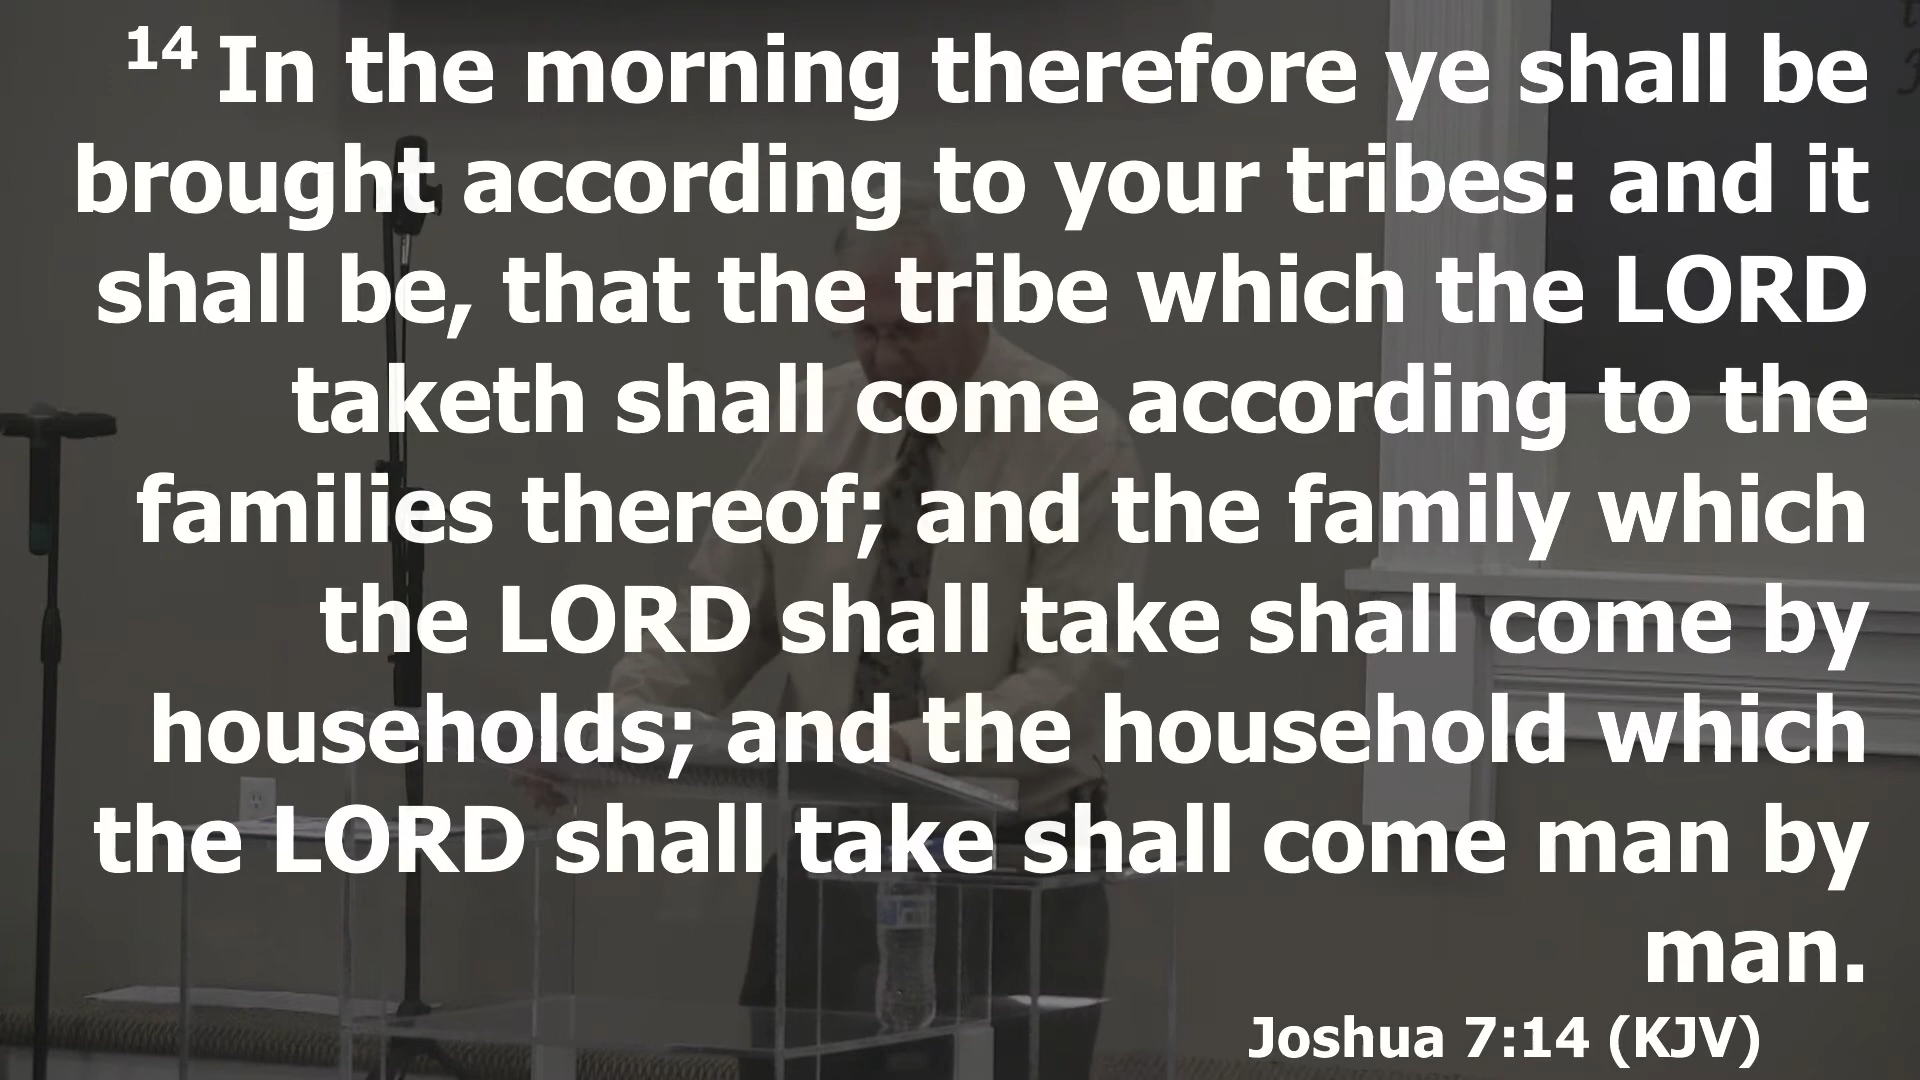 14 In the morning therefore ye shall be
brought according to your tribes: and it
shall be, that the tribe which the LORD
taketh shall come according to the
families thereof; and the family which
the LORD shall take shall come by
households; and the household which
the LORD shall take shall come man by
man.
Joshua 7:14 (KJV)